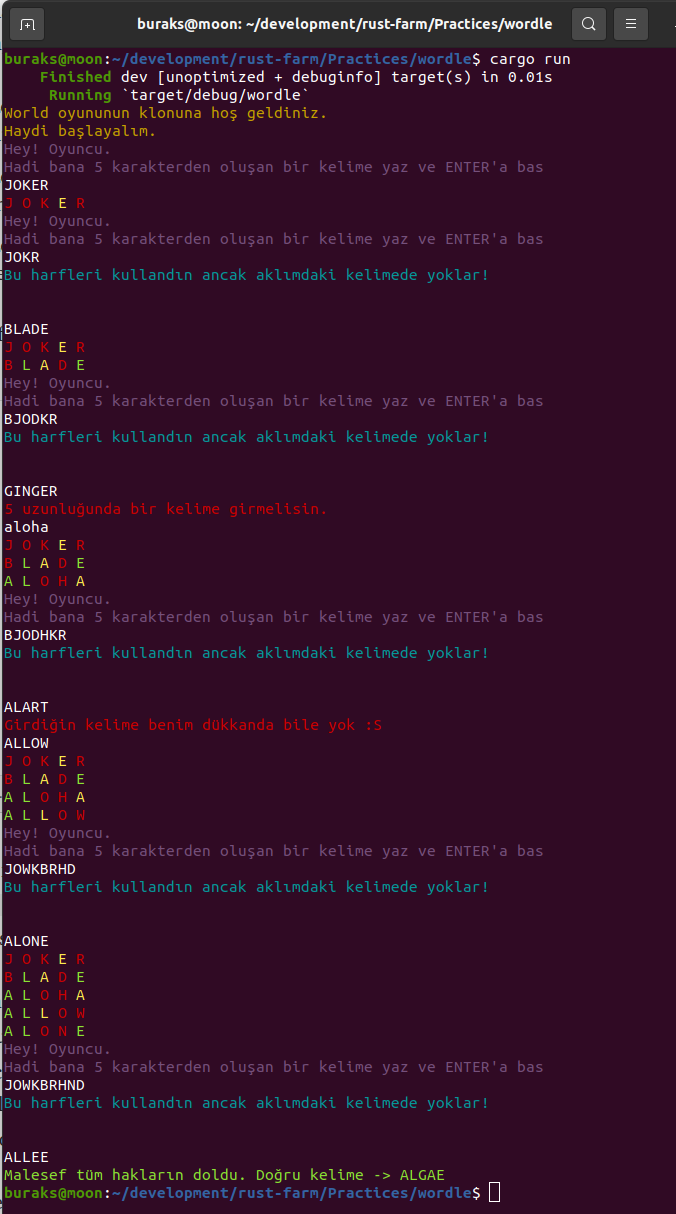 buraks@moon: ~/development/rust-farm/Practices/wordle
buraks@moon:~/development/rust-farm/Practices/wordle$ cargo run
Finished dev [unoptimized + debuginfo] target(s) in 0.01s
Running `target/debug/wordle`
World oyununun klonuna hoş geldiniz.
Haydi başlayalım.
Hey! Oyuncu.
Hadi bana 5 karakterden oluşan bir kelime yaz ve ENTER'a bas
JOKER
J O K E R
Hey! Oyuncu.
Hadi bana 5 karakterden oluşan bir kelime yaz ve ENTER'a bas
JOKR
Bu harfleri kullandın ancak aklımdaki kelimede yoklar!
BLADE
J O K E R
B L A D E
Hey! Oyuncu.
Hadi bana 5 karakterden oluşan bir kelime yaz ve ENTER'a bas
BJODKR
Bu harfleri kullandın ancak aklımdaki kelimede yoklar!
GINGER
5 uzunluğunda bir kelime girmelisin.
aloha
J O K E R
B L A D E
A L O H A
Hey! Oyuncu.
Hadi bana 5 karakterden oluşan bir kelime yaz ve ENTER'a bas
BJODHKR
Bu harfleri kullandın ancak aklımdaki kelimede yoklar!
ALART
Girdiğin kelime benim dükkanda bile yok :S
ALLOW
J O K E R
B L A D E
A L O H A
A L L O W
Hey! Oyuncu.
Hadi bana 5 karakterden oluşan bir kelime yaz ve ENTER'a bas
JOWKBRHD
Bu harfleri kullandın ancak aklımdaki kelimede yoklar!
ALONE
J O K E R
B L A D E
A L O H A
A L L O W
A L O N E
Hey! Oyuncu.
Hadi bana 5 karakterden oluşan bir kelime yaz ve ENTER'a bas
JOWKBRHND
Bu harfleri kullandın ancak aklımdaki kelimede yoklar!
ALLEE
Malesef tüm hakların doldu. Doğru kelime -> ALGAE
buraks@moon:~/development/rust-farm/Practices/wordle$